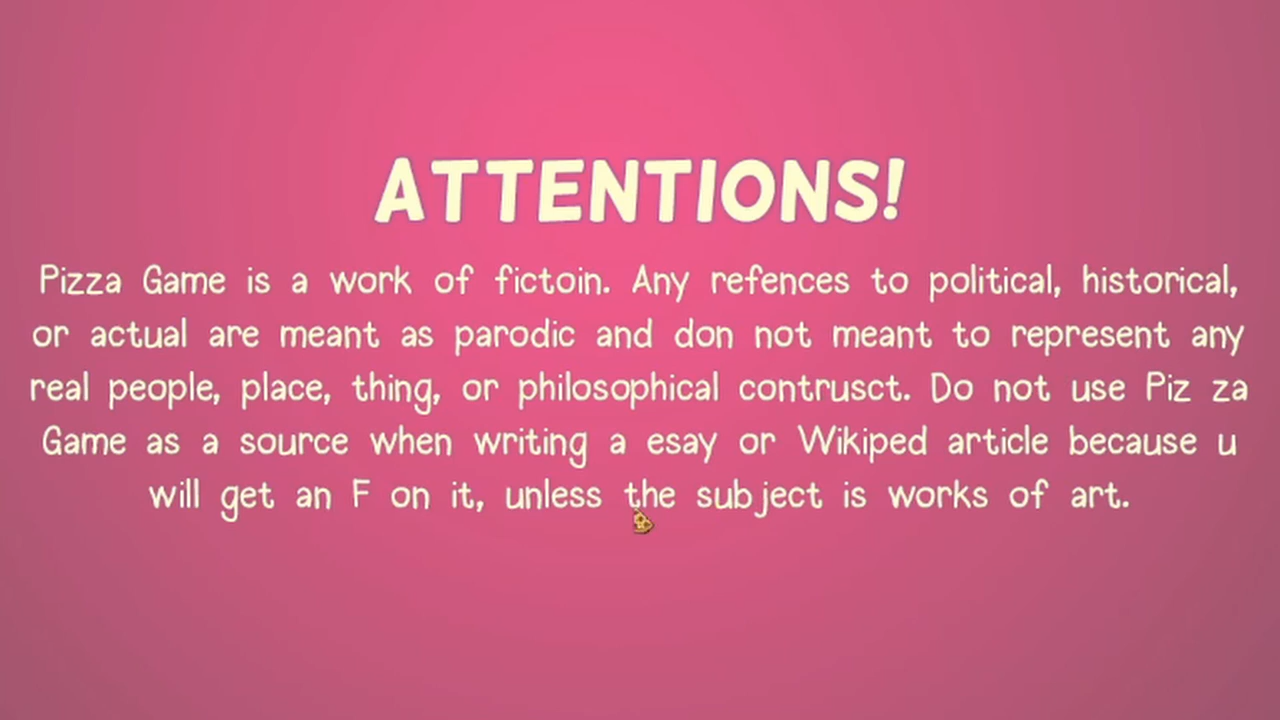 ATTENTIONS!
Pizza Game is a work of fictoin. Any refences to political, historical,
or actual are meant as parodic and don not meant to represent any
real people, place, thing, or philosophical contrusct. Do not use Piz za
Game as a source when writing a esay or Wikiped article because u
will get an F on it, unless the subject is works of art.